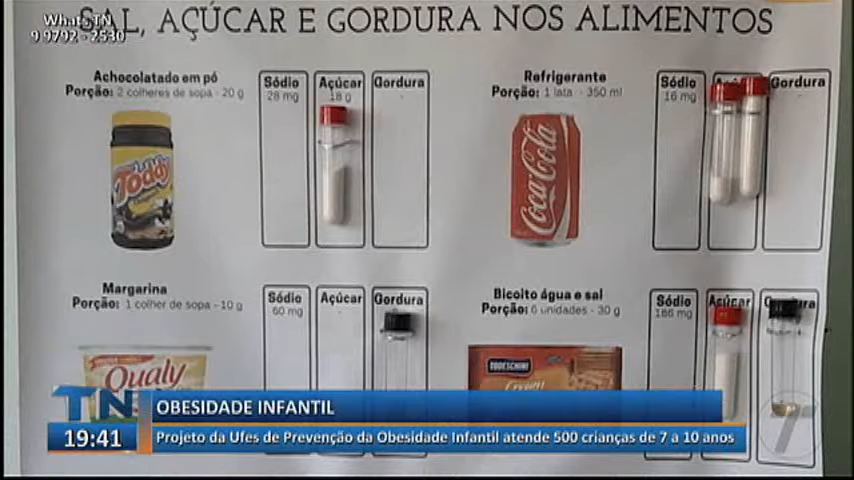 SAL, AÇÚCAR E GORDURA NOS ALIMENTOS
WhatsTN
9 9792 - 2530
Achocolatado em pó
Porção: 2 colheres de sopa - 20 g
Sódio
28 mg
Açúcar
18 g
Gordura
Toddy
Refrigerante
Porção: 1 lata - 350 ml
Sódio
16 mg
Gordura
Coca-Cola
Margarina
Porção: 1 colher de sopa - 10 g
Sódio
60 mg
Açúcar
Gordura
Qualy
Biscoito água e sal
Porção: 6 unidades - 30 g
Sódio
186 mg
Açúcar
Gordura
TODESCHINI
TN
19:41
OBESIDADE INFANTIL
Projeto da Ufes de Prevenção da Obesidade Infantil atende 500 crianças de 7 a 10 anos